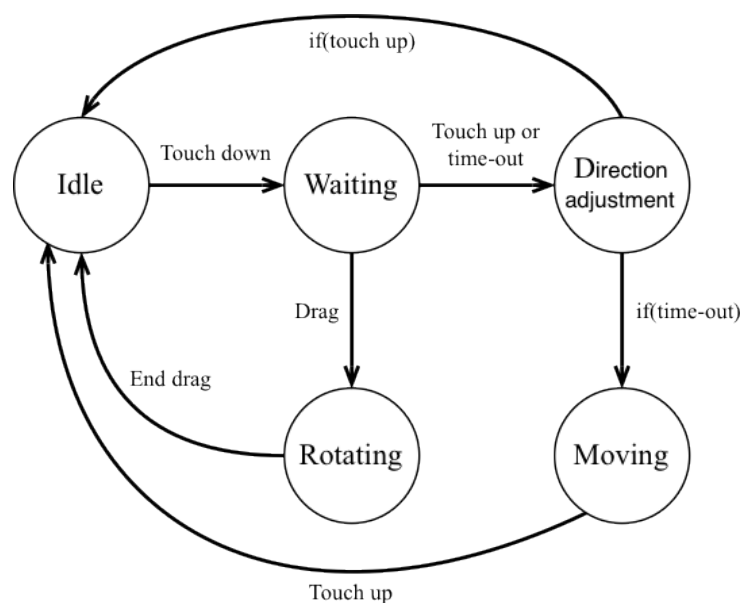 if(touch up)
Idle
Touch down
Waiting
Touch up or
time-out
Direction
adjustment
Drag
if(time-out)
End drag
Rotating
Moving
Touch up